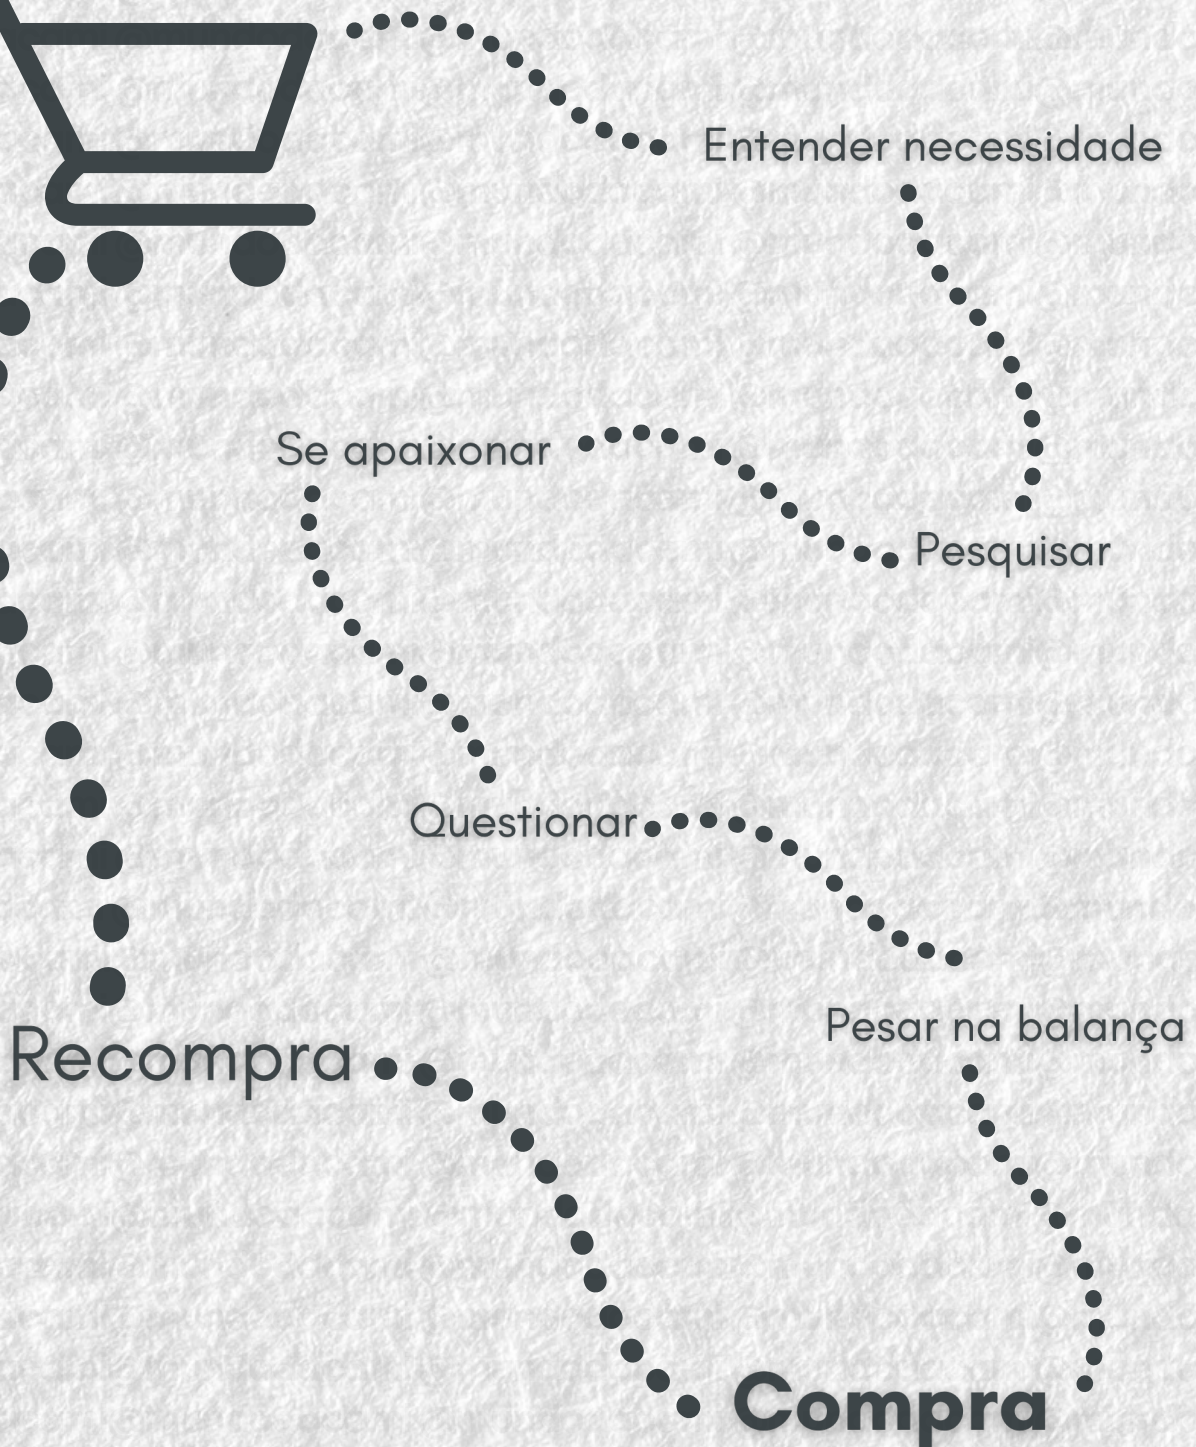 Entender necessidade
Se apaixonar
Pesquisar
Questionar
Pesar na balança
Recompra
Compra